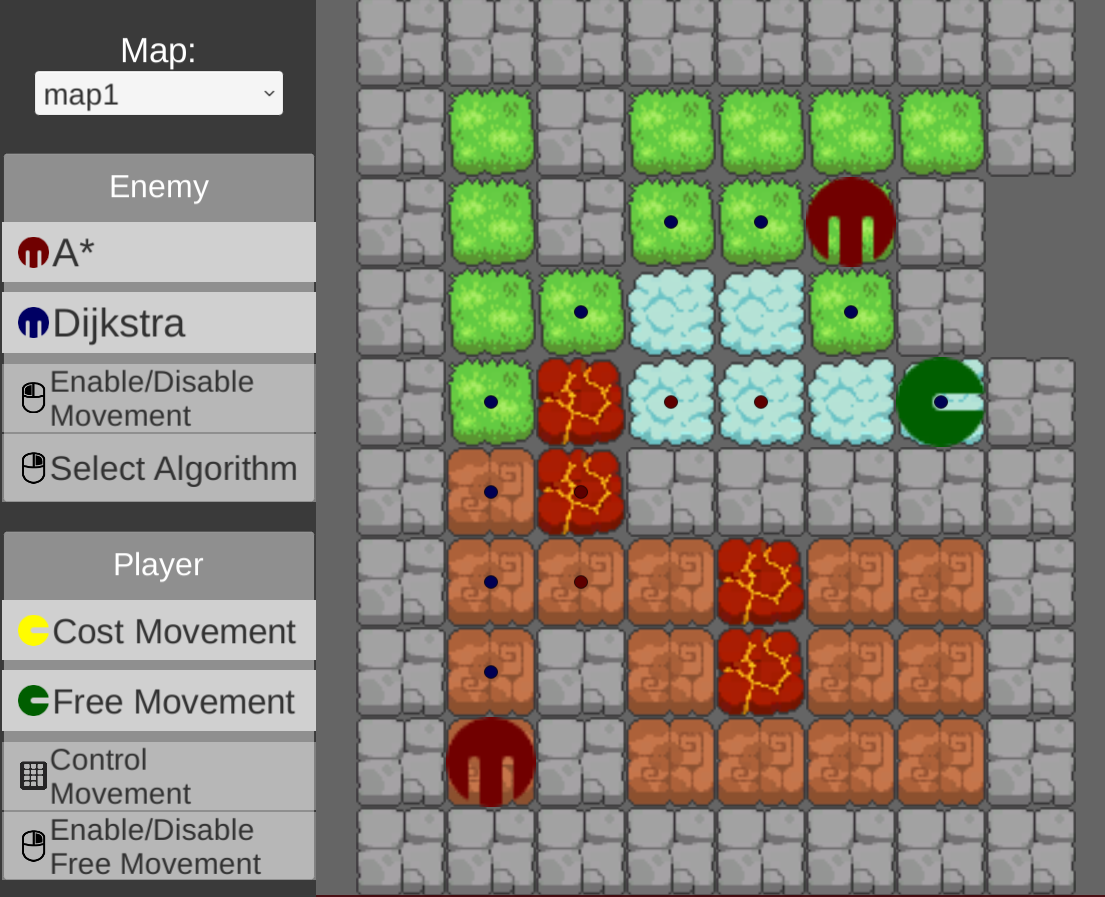 Map:
map1
Enemy
A*
Dijkstra
Enable/Disable
Movement
Select Algorithm
Player
Cost Movement
Free Movement
Control
Movement
Enable/Disable
Free Movement